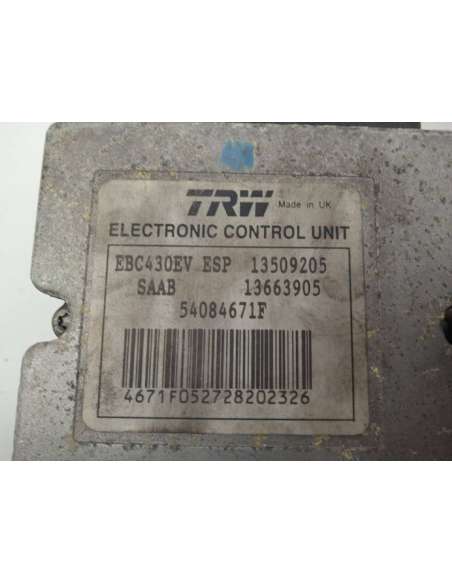 TRW Made in UK
ELECTRONIC CONTROL UNIT
EBC430EV ESP 13509205
SAAB 13663905
54084671F
4671F052728202326